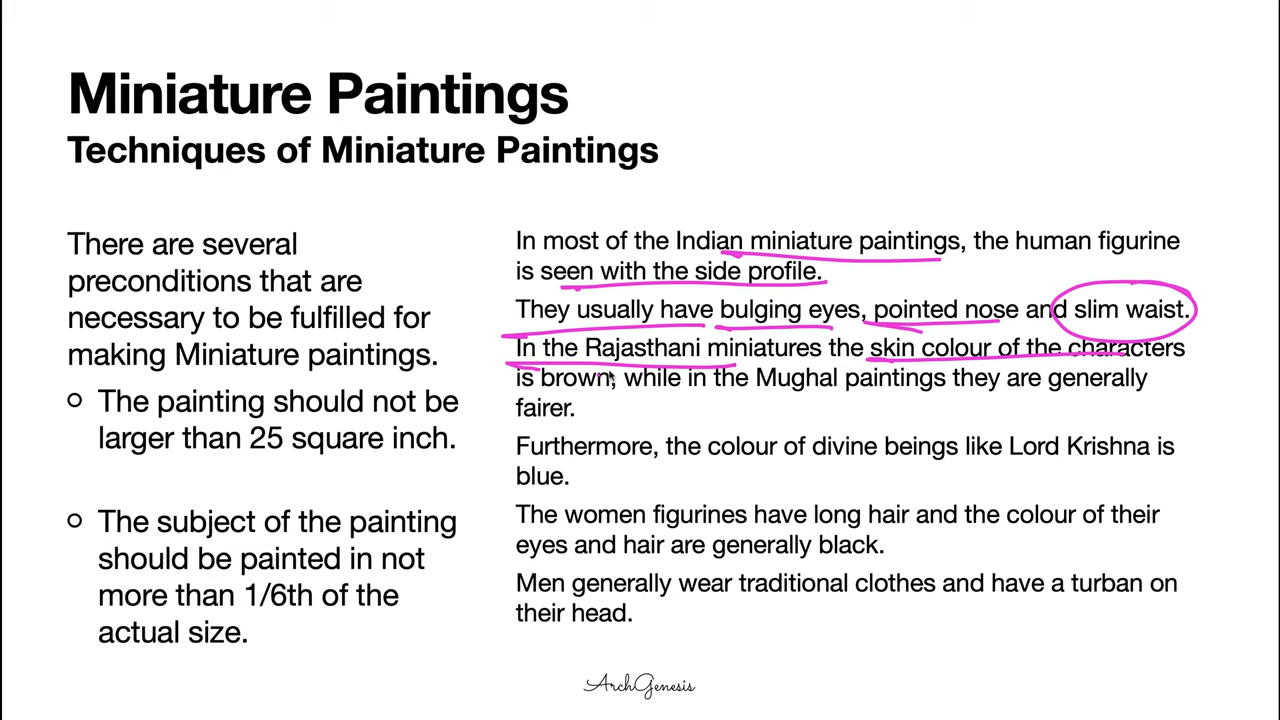 Miniature Paintings
Techniques of Miniature Paintings
There are several
preconditions that are
necessary to be fulfilled for
making Miniature paintings.
The painting should not be
larger than 25 square inch.
The subject of the painting
should be painted in not
more than 1/6th of the
actual size.
In most of the Indian miniature paintings, the human figurine
is seen with the side profile.
They usually have bulging eyes, pointed nose and slim waist.
In the Rajasthani miniatures the skin colour of the characters
is brown, while in the Mughal paintings they are generally
fairer.
Furthermore, the colour of divine beings like Lord Krishna is
blue.
The women figurines have long hair and the colour of their
eyes and hair are generally black.
Men generally wear traditional clothes and have a turban on
their head.
ArchGenesis